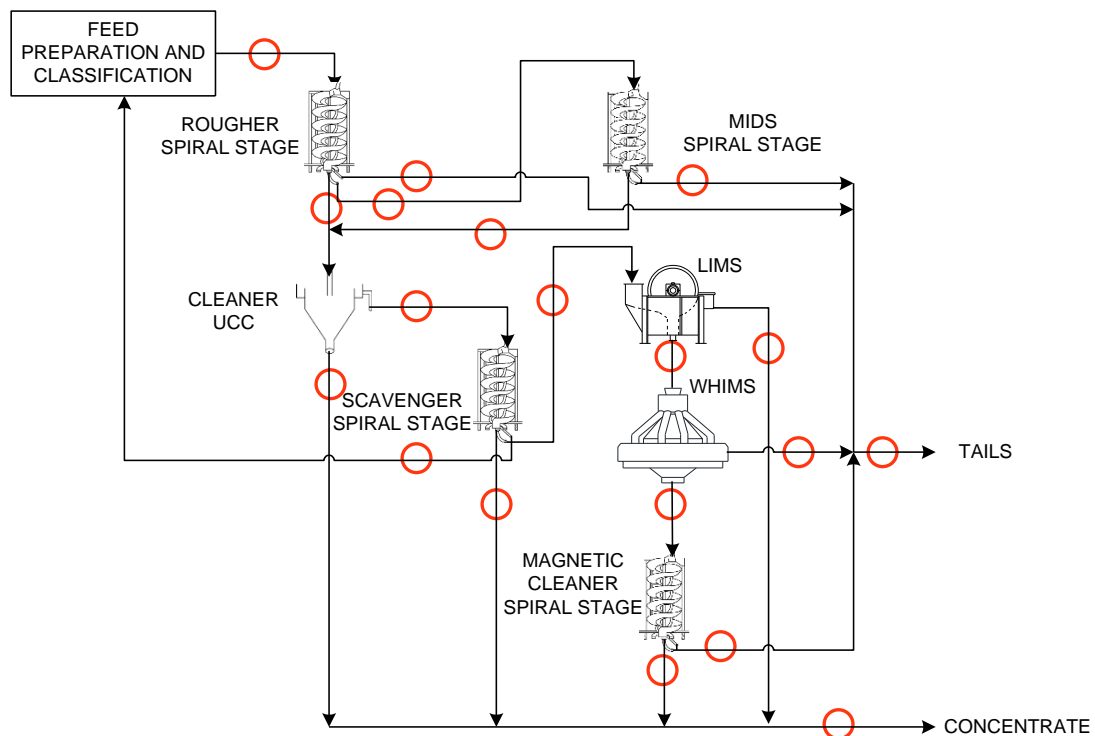 FEED
PREPARATION AND
CLASSIFICATION
ROUGHER
SPIRAL STAGE
MIDS
SPIRAL STAGE
CLEANER
UCC
LIMS
SCAVENGER
SPIRAL STAGE
WHIMS
TAILS
MAGNETIC
CLEANER
SPIRAL STAGE
CONCENTRATE